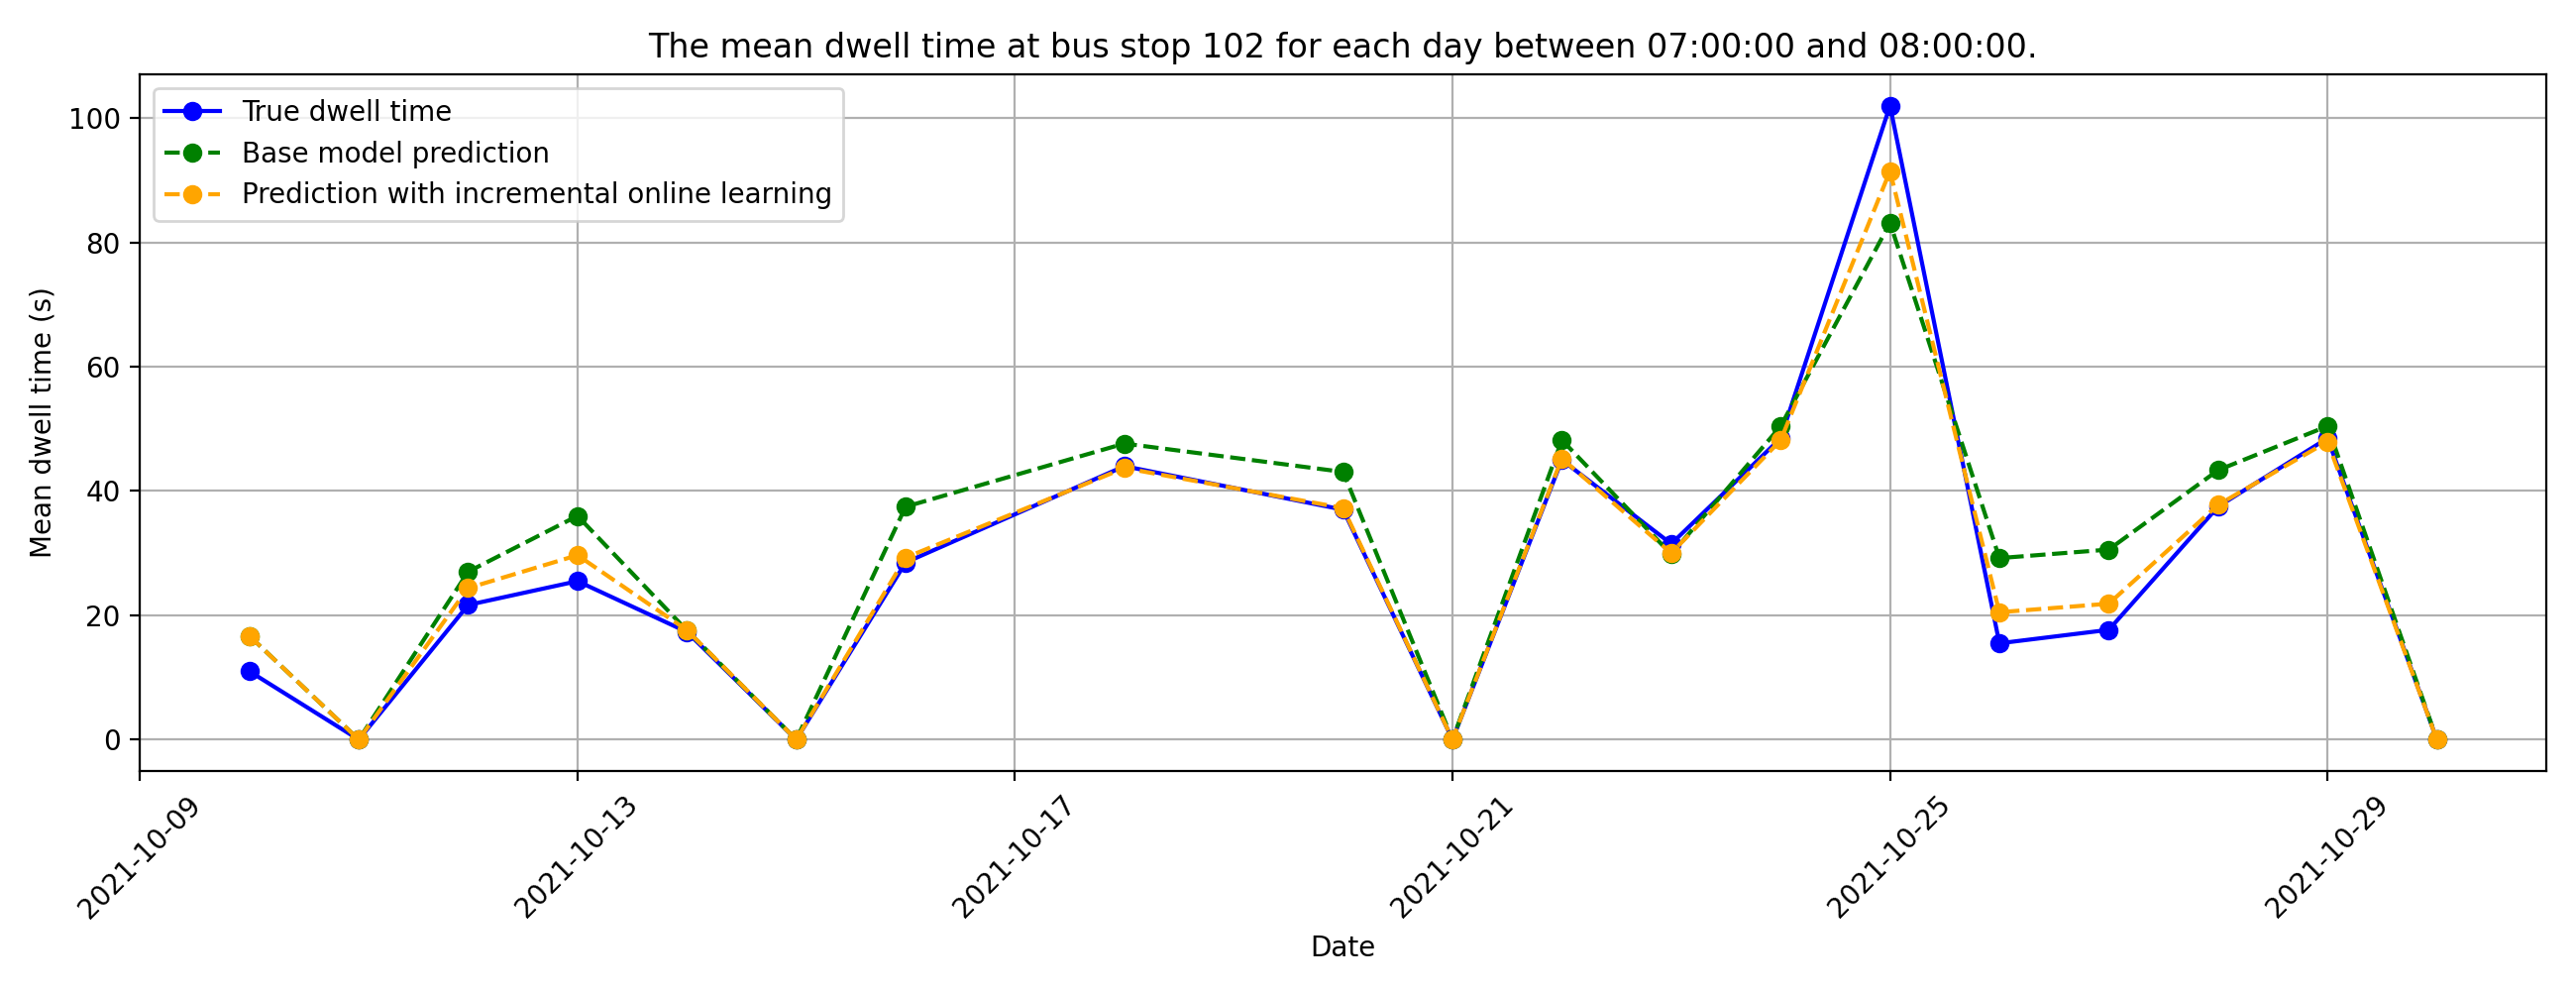 The mean dwell time at bus stop 102 for each day between 07:00:00 and 08:00:00.
True dwell time
Base model prediction
Prediction with incremental online learning
Mean dwell time (s)
100
80
60
40
20
0
2021-10-09
2021-10-13
2021-10-17
2021-10-21
2021-10-25
2021-10-29
Date